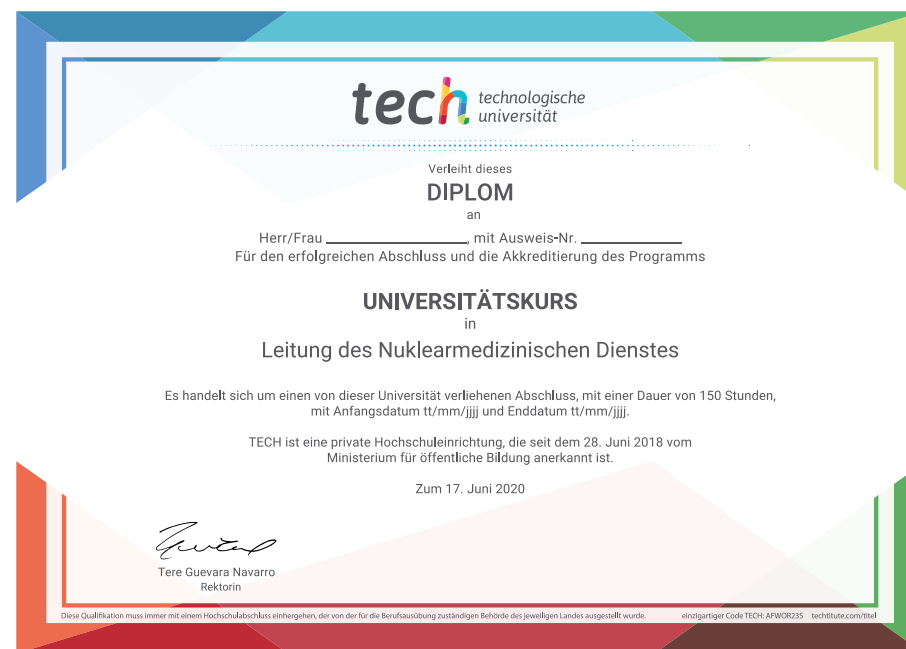 tech technologische
universität
Verleiht dieses
DIPLOM
an
Herr/Frau ____________, mit Ausweis-Nr. ____________
Für den erfolgreichen Abschluss und die Akkreditierung des Programms
UNIVERSITÄTSKURS
in
Leitung des Nuklearmedizinischen Dienstes
Es handelt sich um einen von dieser Universität verliehenen Abschluss, mit einer Dauer von 150 Stunden,
mit Anfangsdatum tt/mm/jjjj und Enddatum tt/mm/jjjj.
TECH ist eine private Hochschuleinrichtung, die seit dem 28. Juni 2018 vom
Ministerium für öffentliche Bildung anerkannt ist.
Zum 17. Juni 2020
Tere Guevara Navarro
Rektorin
Diese Qualifikation muss immer mit einem Hochschulabschluss einhergehen, der von der für die Berufsausübung zuständigen Behörde des jeweiligen Landes ausgestellt wurde. einzigartiger Code TECH: AFWOR23S techtitute.com/titel